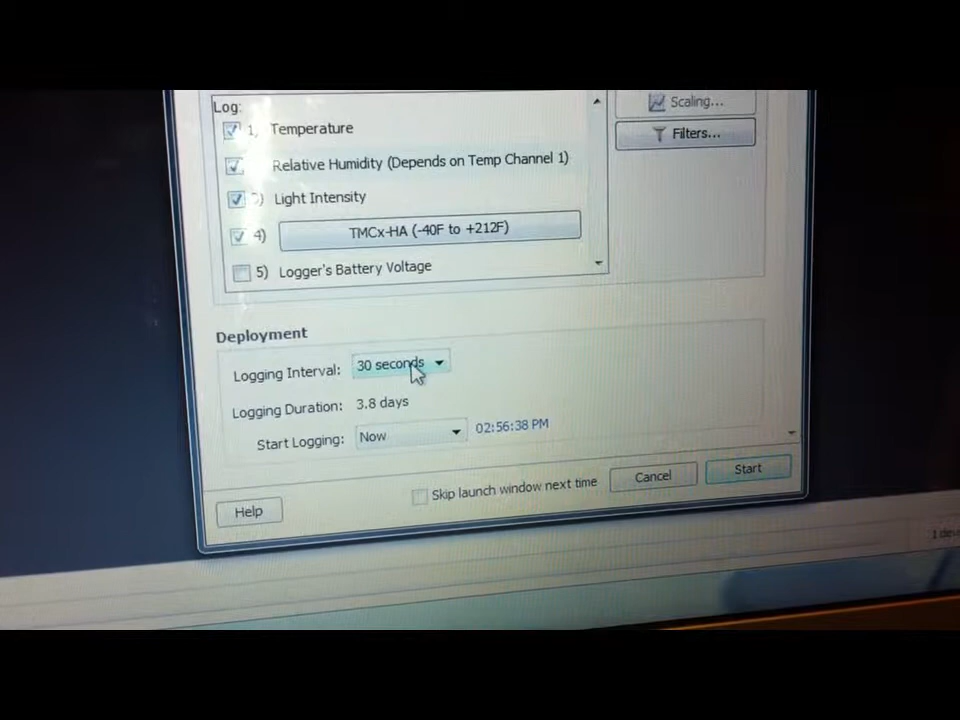 Log:
Scaling...
1, Temperature
Filters...
Relative Humidity (Depends on Temp Channel 1)
3) Light Intensity
4) TMCx-HA (-40F to +212F)
5) Logger's Battery Voltage
Deployment
Logging Interval: 30 seconds
Logging Duration: 3.8 days
Start Logging: Now 02:56:38 PM
Skip launch window next time Cancel Start
Help
1